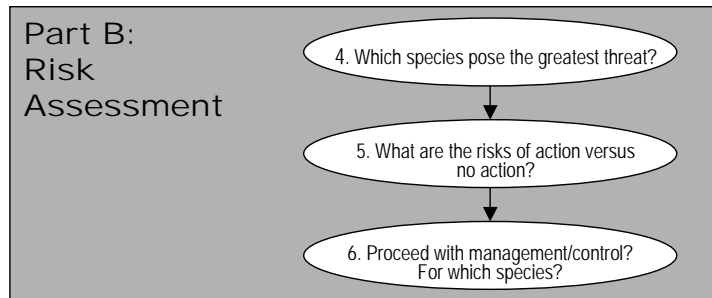 Part B:
Risk
Assessment
4. Which species pose the greatest threat?
5. What are the risks of action versus
no action?
6. Proceed with management/control?
For which species?